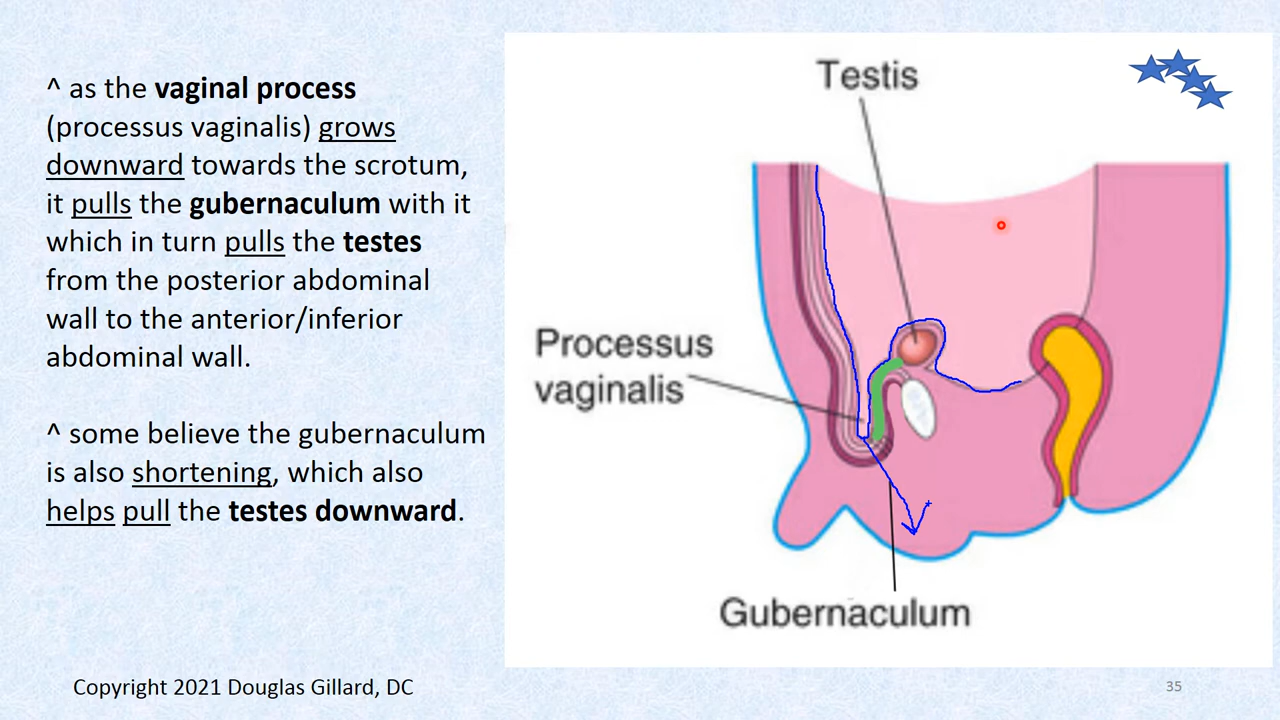 ^ as the vaginal process
(processus vaginalis) grows
downward towards the scrotum,
it pulls the gubernaculum with it
which in turn pulls the testes
from the posterior abdominal
wall to the anterior/inferior
abdominal wall.
^ some believe the gubernaculum
is also shortening, which also
helps pull the testes downward.
Testis
Processus
vaginalis
Gubernaculum
Copyright 2021 Douglas Gillard, DC
35